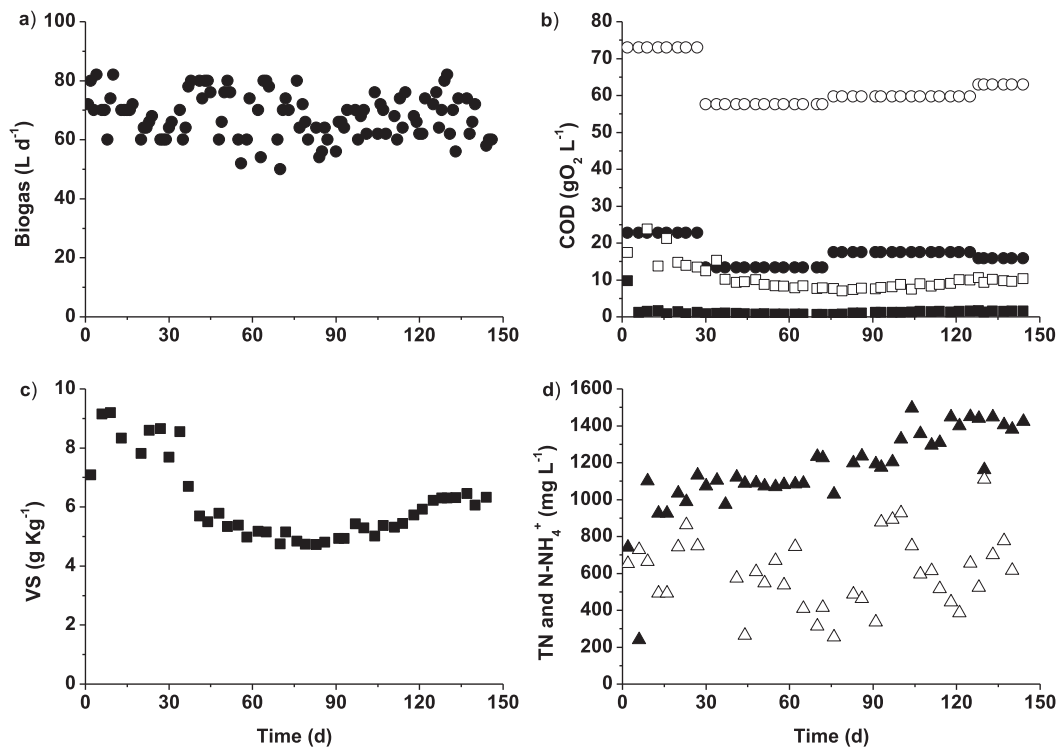 a)
100
80
60
40
20
0
Biogas (L d⁻¹)
0 30 60 90 120 150
b)
80
70
60
50
40
30
20
10
0
COD (gO₂ L⁻¹)
0 30 60 90 120 150
c)
10
8
6
4
2
0
VS (g Kg⁻¹)
0 30 60 90 120 150
Time (d)
d)
1600
1400
1200
1000
800
600
400
200
0
TN and N-NH₄⁺ (mg L⁻¹)
0 30 60 90 120 150
Time (d)